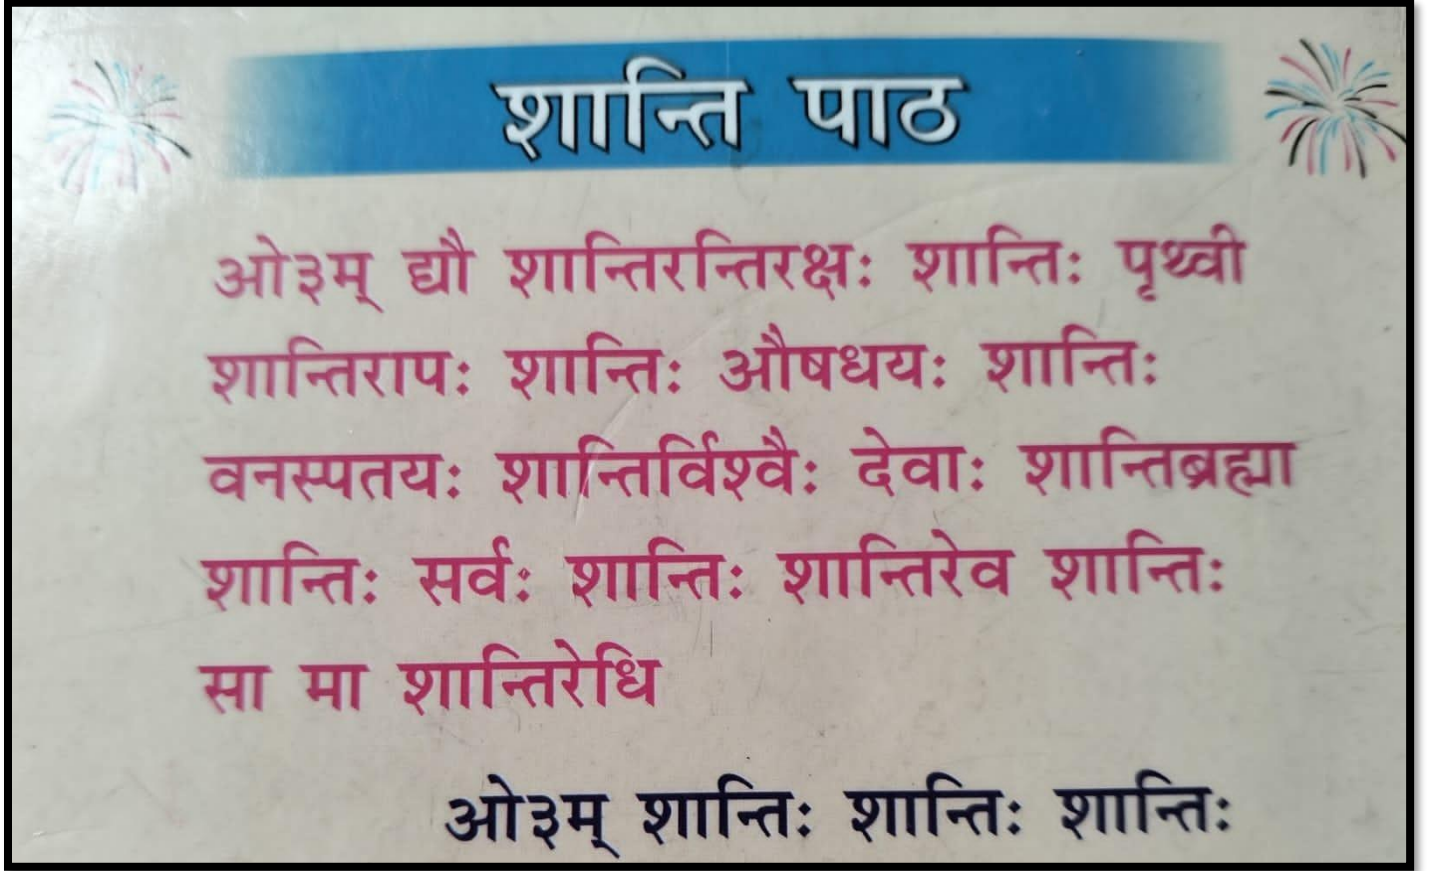 शान्ति पाठ
ओ३म् द्यौ शान्तिरन्तिरक्षः शान्तिः पृथ्वी
शान्तिरापः शान्तिः औषधयः शान्तिः
वनस्पतयः शान्तिर्विश्वैः देवाः शान्तिब्रह्मा
शान्तिः सर्वः शान्तिः शान्तिरेव शान्तिः
सा मा शान्तिरेधि
ओ३म् शान्तिः शान्तिः शान्तिः